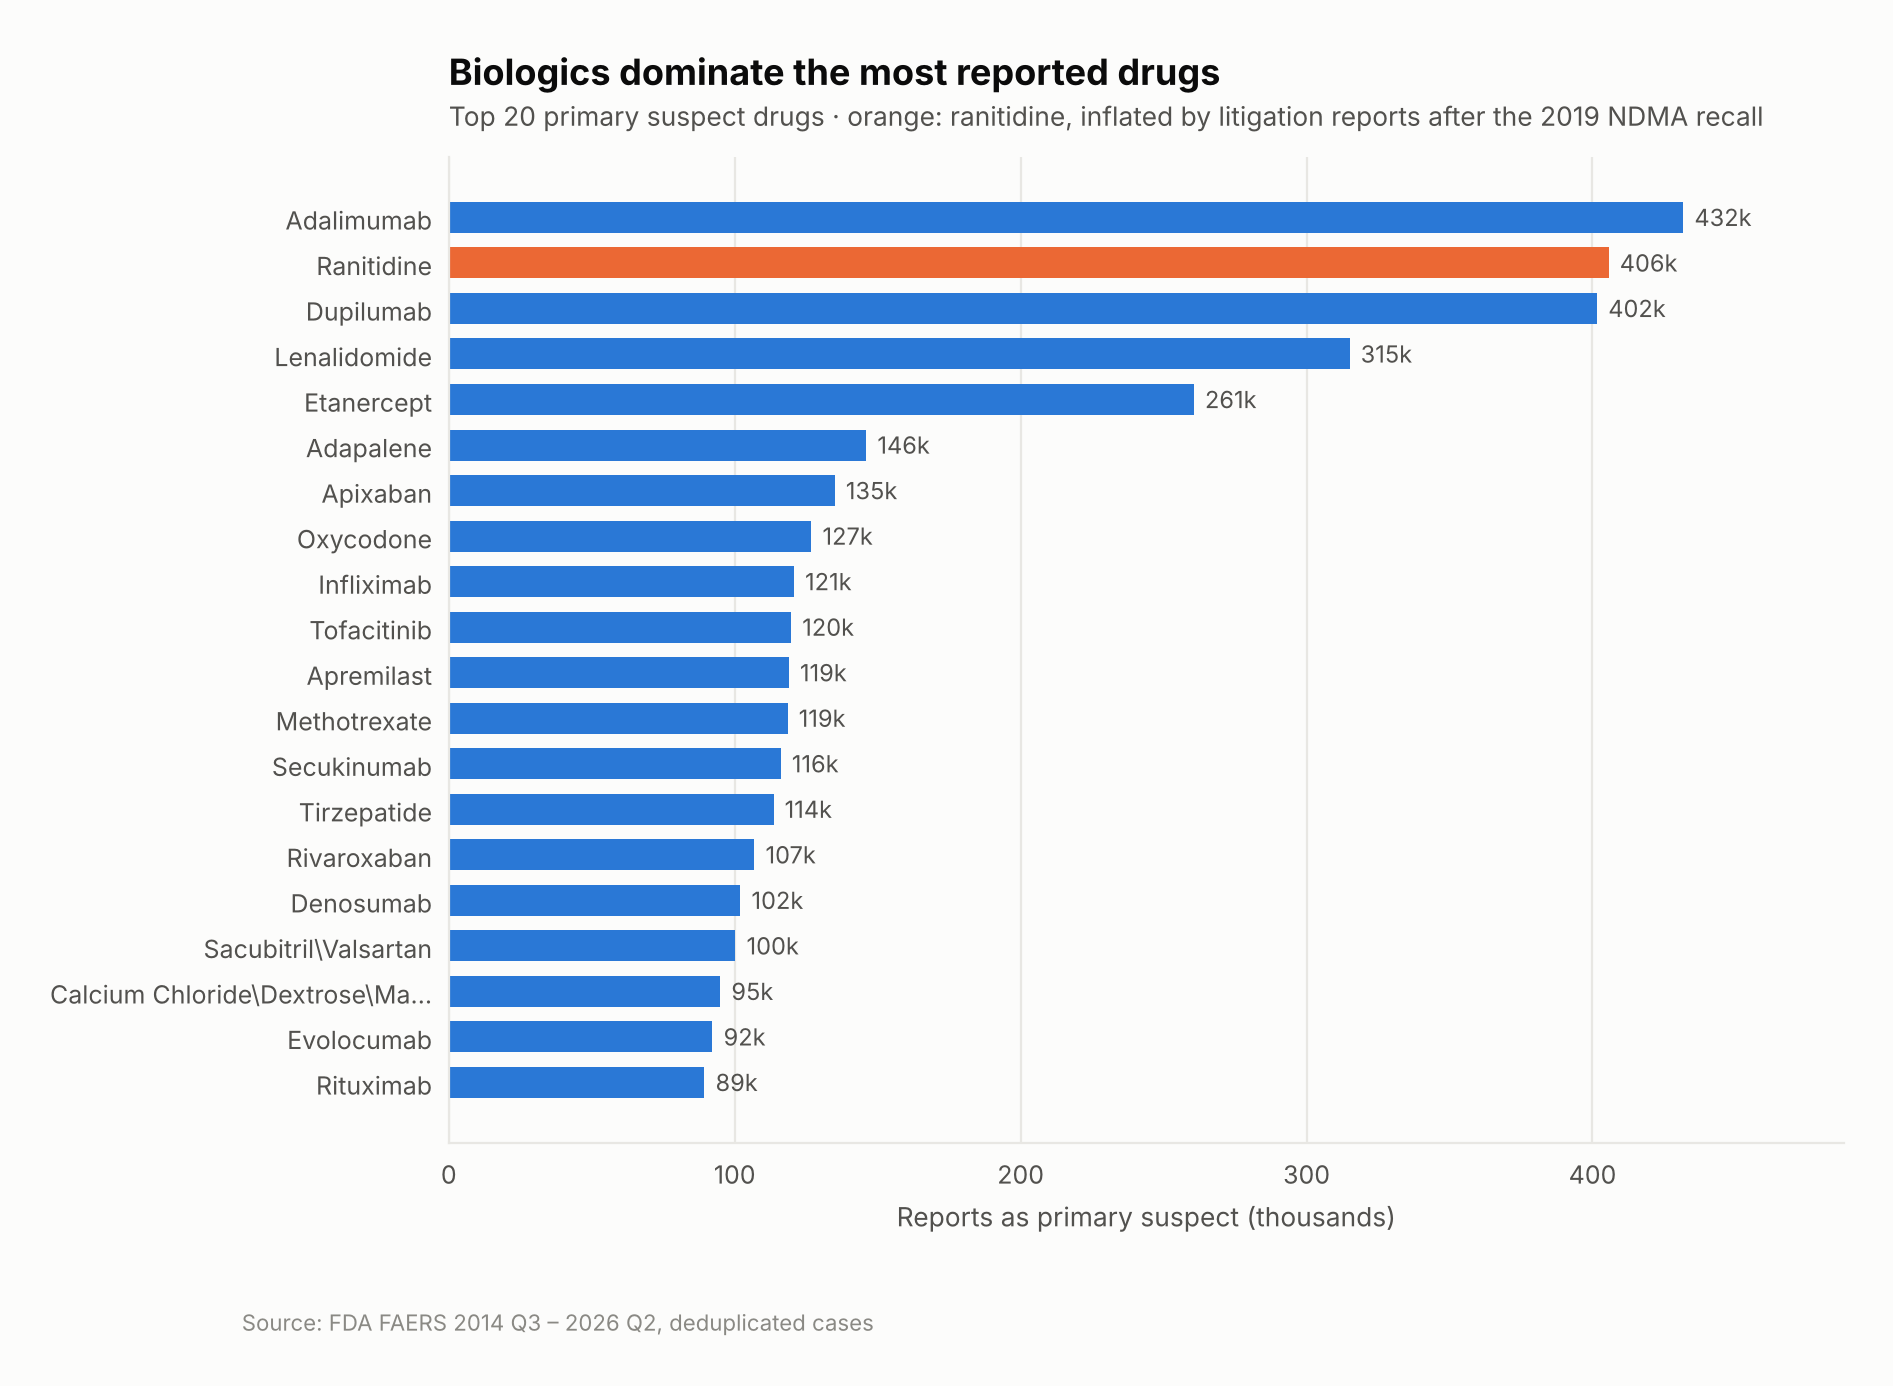 Biologics dominate the most reported drugs
Top 20 primary suspect drugs · orange: ranitidine, inflated by litigation reports after the 2019 NDMA recall
Adalimumab 432k
Ranitidine 406k
Dupilumab 402k
Lenalidomide 315k
Etanercept 261k
Adapalene 146k
Apixaban 135k
Oxycodone 127k
Infliximab 121k
Tofacitinib 120k
Apremilast 119k
Methotrexate 119k
Secukinumab 116k
Tirzepatide 114k
Rivaroxaban 107k
Denosumab 102k
Sacubitril\Valsartan 100k
Calcium Chloride\Dextrose\Ma... 95k
Evolocumab 92k
Rituximab 89k
0 100 200 300 400
Reports as primary suspect (thousands)
Source: FDA FAERS 2014 Q3 – 2026 Q2, deduplicated cases